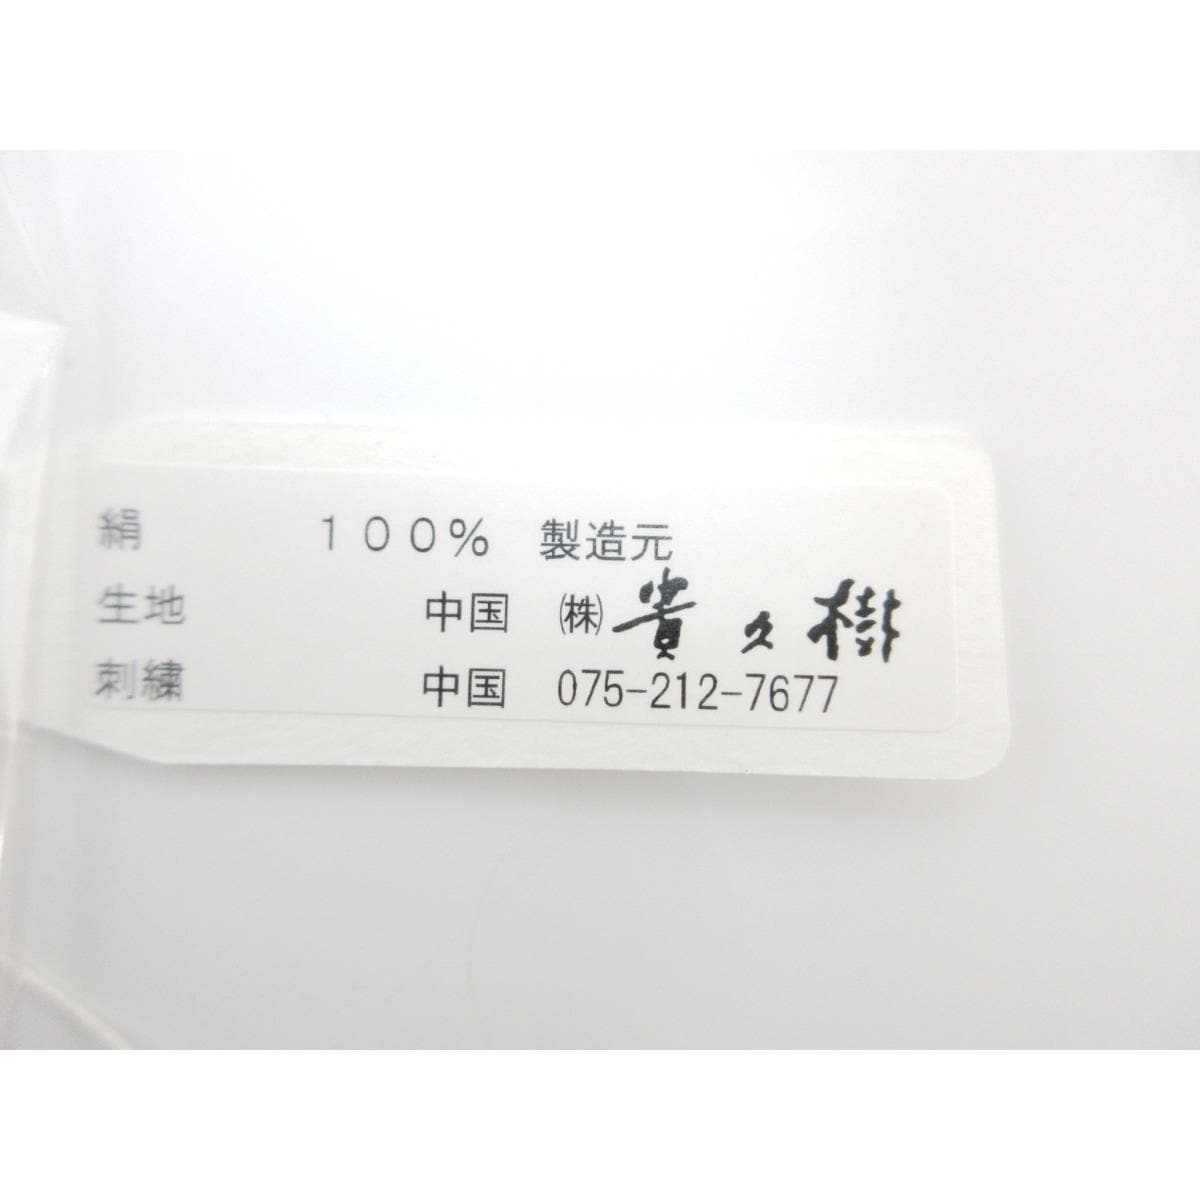 絹 100% 製造元
生地 中国 ㈱貴久樹
刺繍 中国 075-212-7677